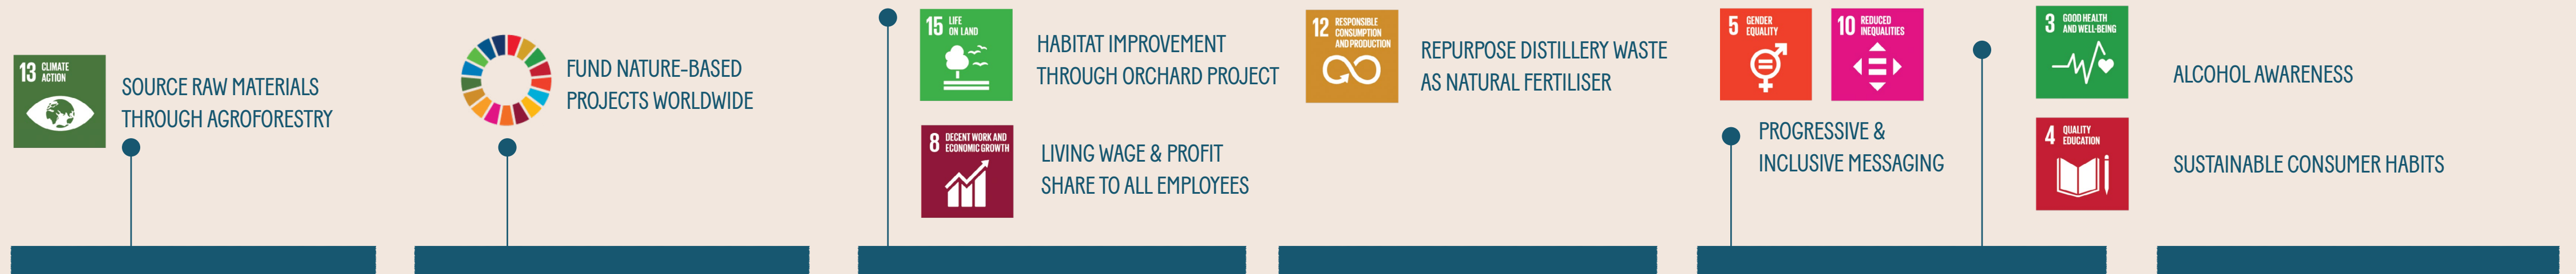 13 CLIMATE
ACTION
SOURCE RAW MATERIALS
THROUGH AGROFORESTRY
FUND NATURE-BASED
PROJECTS WORLDWIDE
15 LIFE
ON LAND
HABITAT IMPROVEMENT
THROUGH ORCHARD PROJECT
8 DECENT WORK AND
ECONOMIC GROWTH
LIVING WAGE & PROFIT
SHARE TO ALL EMPLOYEES
12 RESPONSIBLE
CONSUMPTION
AND PRODUCTION
REPURPOSE DISTILLERY WASTE
AS NATURAL FERTILISER
5 GENDER
EQUALITY
10 REDUCED
INEQUALITIES
PROGRESSIVE &
INCLUSIVE MESSAGING
3 GOOD HEALTH
AND WELL-BEING
ALCOHOL AWARENESS
4 QUALITY
EDUCATION
SUSTAINABLE CONSUMER HABITS